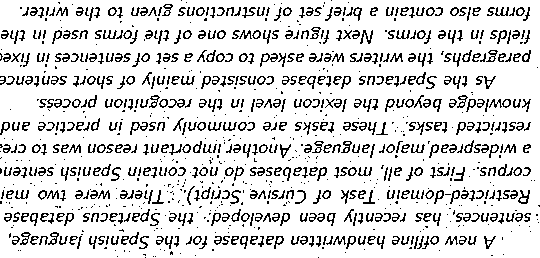 A new offline handwritten database for the Spanish language,
sentences, has recently been developed: the Spartacus database
Restricted-domain Task of Cursive Script). There were two mai
corpus. First of all, most databases do not contain Spanish senten
a widespread major language. Another important reason was to crea
restricted tasks. These tasks are commonly used in practice and
knowledge beyond the lexicon level in the recognition process.
As the Spartacus database consisted mainly of short sentence
paragraphs, the writers were asked to copy a set of sentences in fixe
fields in the forms. Next figure shows one of the forms used in the
forms also contain a brief set of instructions given to the writer.